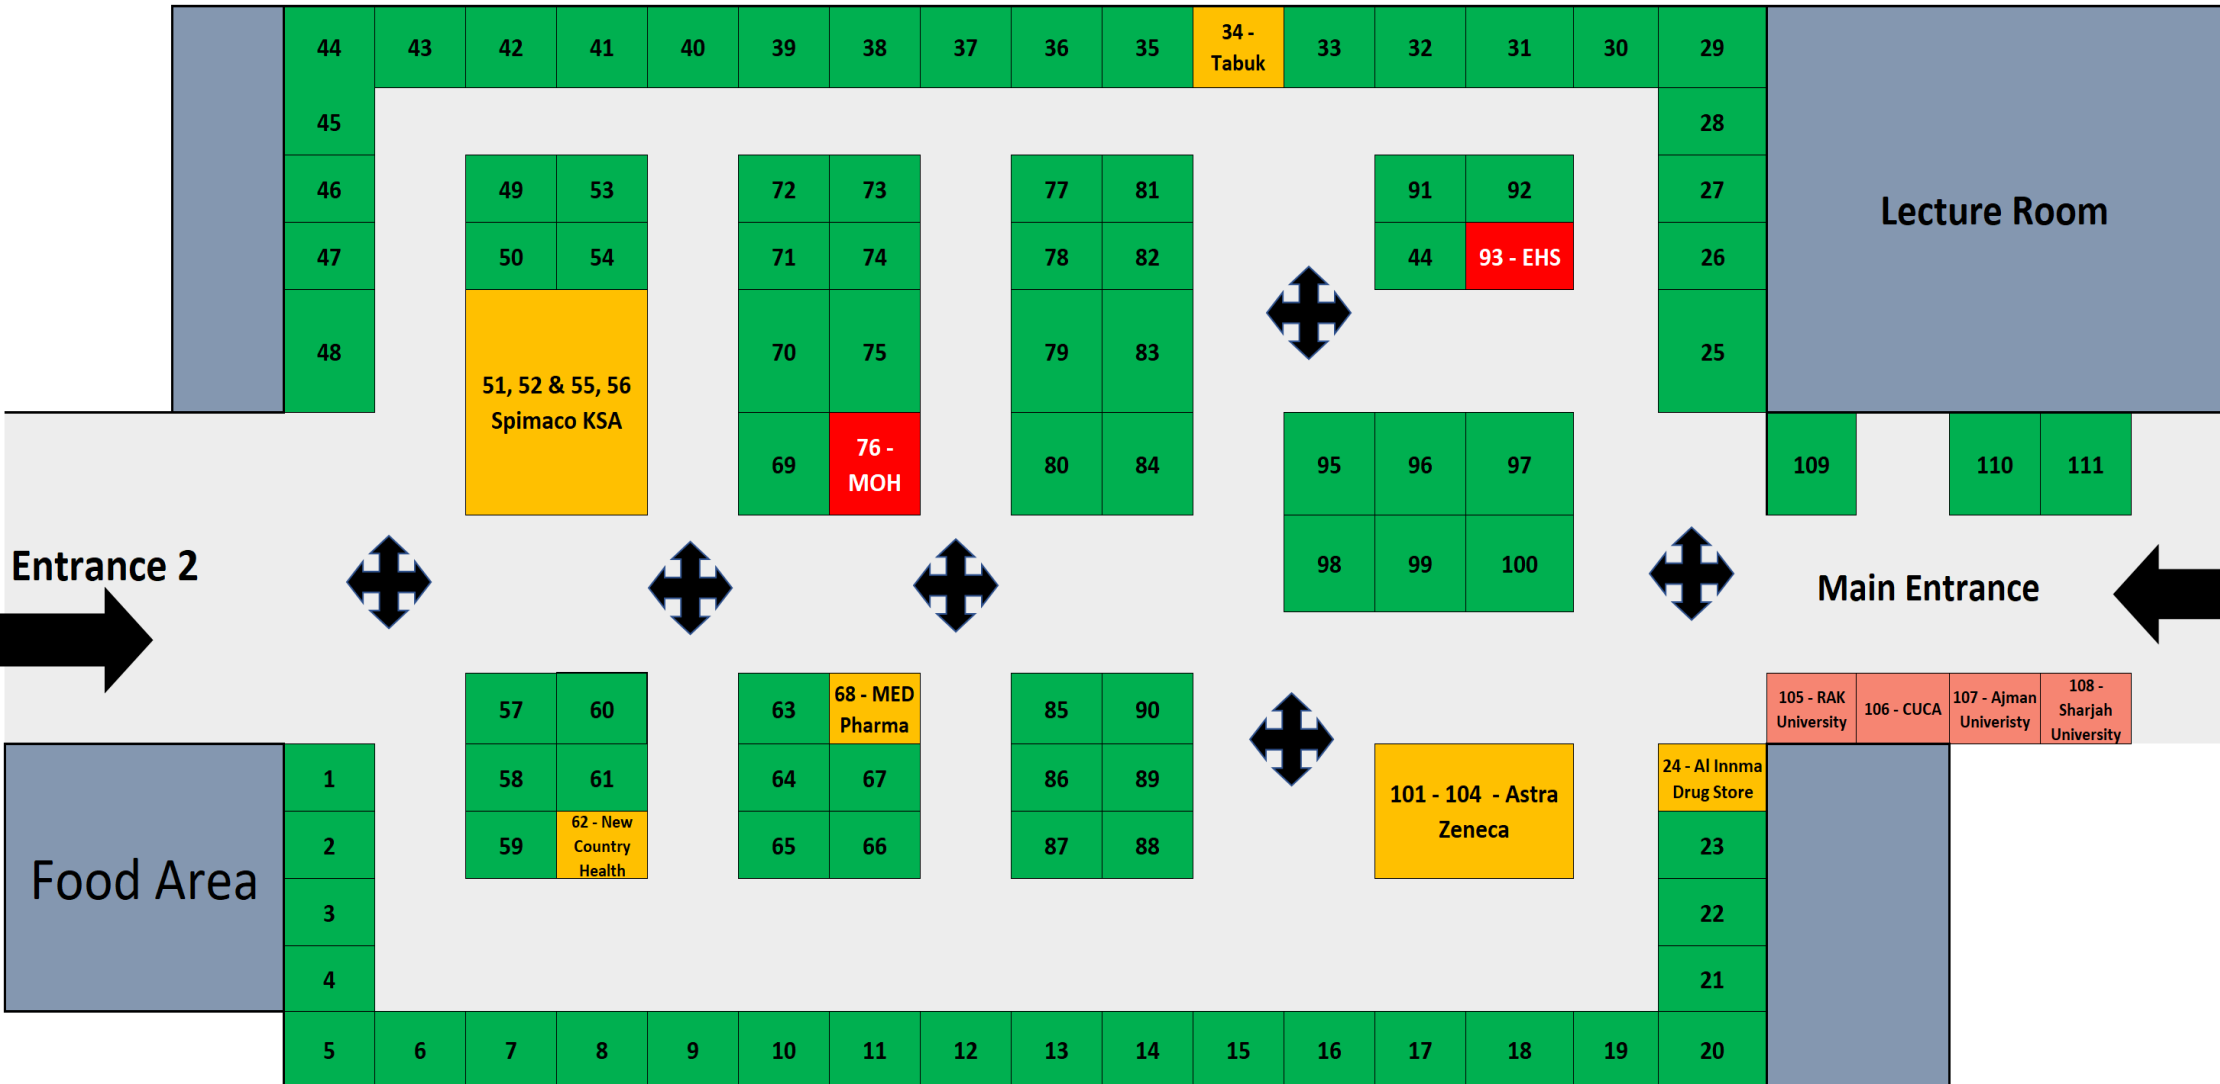 44 43 42 41 40 39 38 37 36 35 34 - 33 32 31 30 29
Tabuk
45 28
46 49 53 72 73 77 81 91 92 27
Lecture Room
47 50 54 71 74 78 82 44 93 - EHS 26
48 70 75 79 83 25
51, 52 & 55, 56
Spimaco KSA
69 76 - 80 84 95 96 97 109 110 111
MOH
Entrance 2 98 99 100
Main Entrance
57 60 63 68 - MED 85 90 105 - RAK 106 - CUCA 107 - Ajman 108 -
Pharma University Univeristy Sharjah
University
1 58 61 64 67 86 89 101 - 104 - Astra 24 - Al Innma
Zeneca Drug Store
2 59 62 - New 65 66 87 88 23
Country
Health
Food Area
3 22
4 21
5 6 7 8 9 10 11 12 13 14 15 16 17 18 19 20